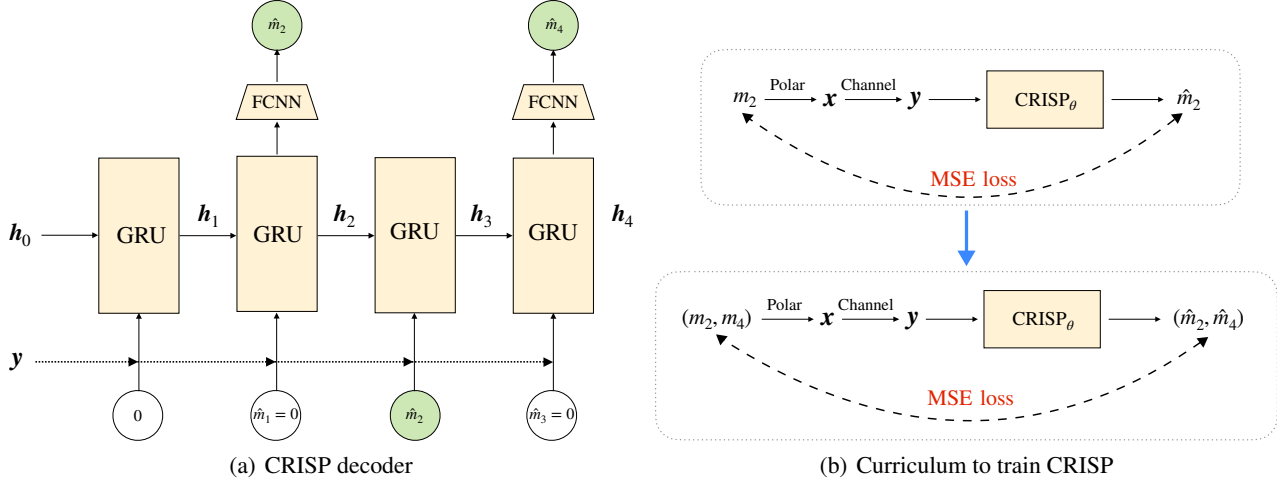 m̂₂
m̂₄
FCNN
FCNN
h₀
GRU
h₁
GRU
h₂
GRU
h₃
GRU
h₄
y
0
m̂₁ = 0
m̂₂
m̂₃ = 0
(a) CRISP decoder
m₂ Polar x Channel y CRISP_θ m̂₂
MSE loss
(m₂, m₄) Polar x Channel y CRISP_θ (m̂₂, m̂₄)
MSE loss
(b) Curriculum to train CRISP